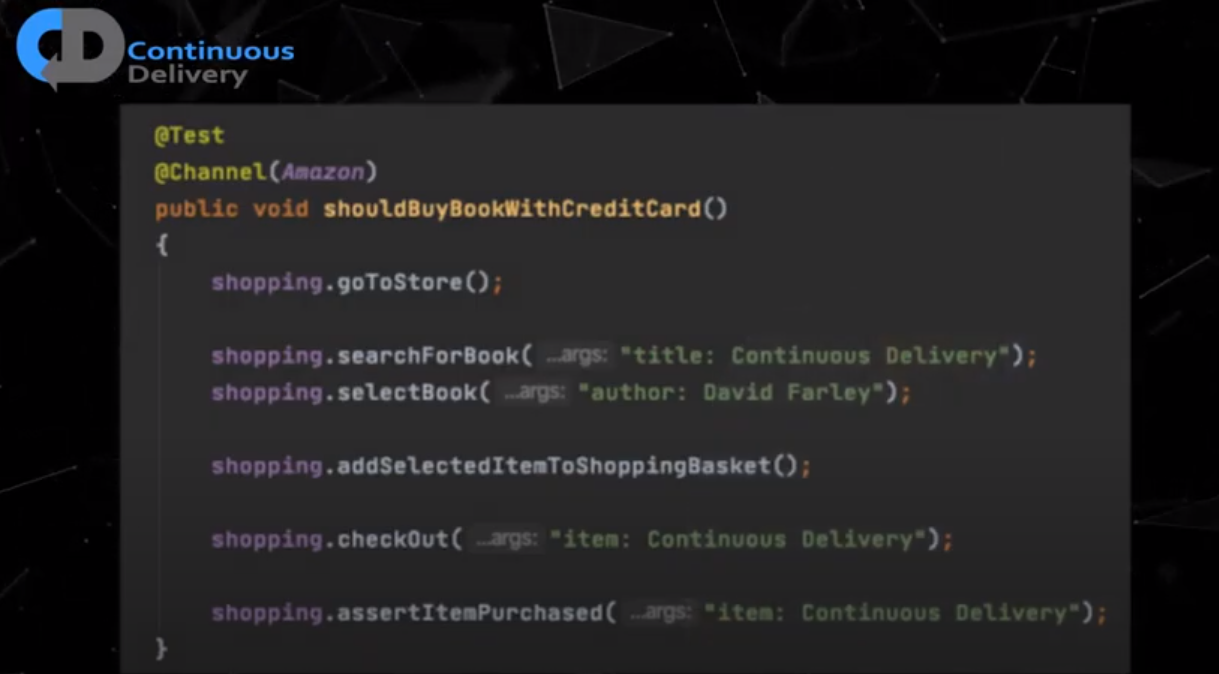 Continuous
Delivery
@Test
@Channel(Amazon)
public void shouldBuyBookWithCreditCard()
{
shopping.goToStore();
shopping.searchForBook( ...args: "title: Continuous Delivery");
shopping.selectBook( ...args: "author: David Farley");
shopping.addSelectedItemToShoppingBasket();
shopping.checkOut( ...args: "item: Continuous Delivery");
shopping.assertItemPurchased( ...args: "item: Continuous Delivery");
}